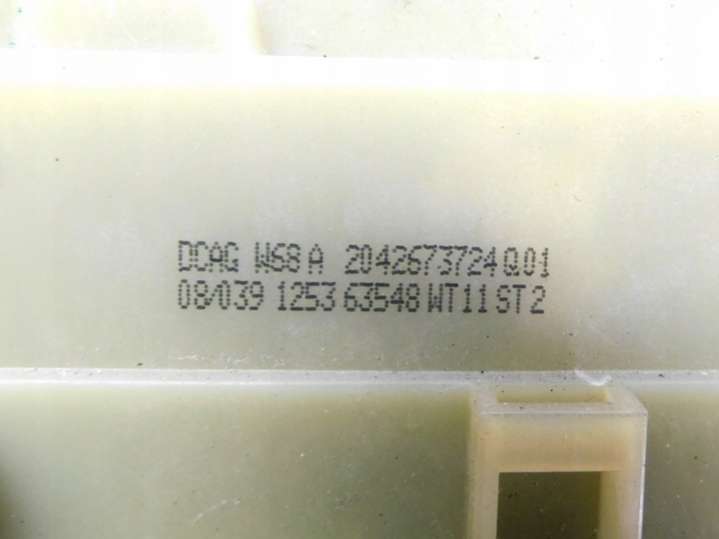 DCAG W68 A 2042673724 Q01
08/039 1253 63548 WT11 ST2